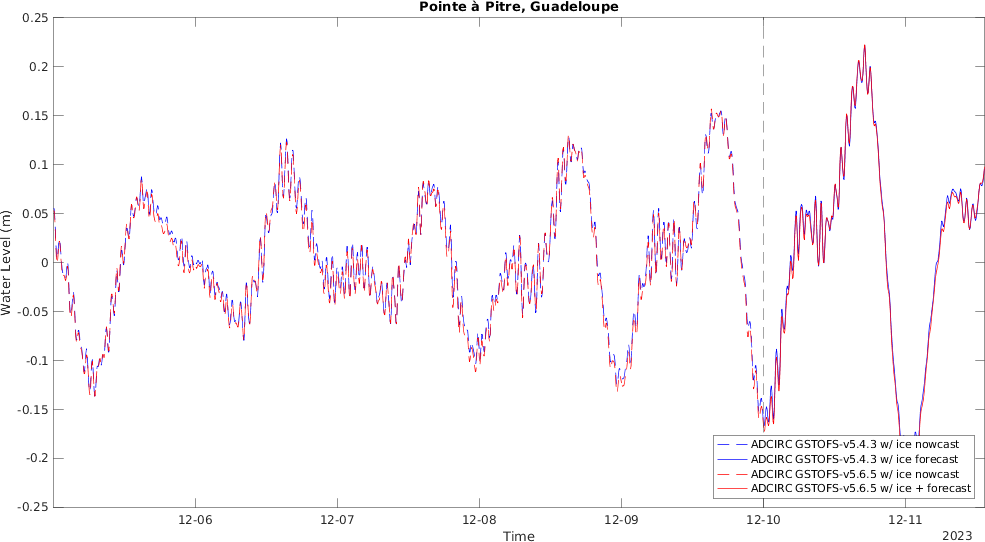 Pointe à Pitre, Guadeloupe
0.25
0.2
0.15
0.1
0.05
0
-0.05
-0.1
-0.15
-0.2
-0.25
Water Level (m)
12-06
12-07
12-08
12-09
12-10
12-11
Time
2023
ADCIRC GSTOFS-v5.4.3 w/ ice nowcast
ADCIRC GSTOFS-v5.4.3 w/ ice forecast
ADCIRC GSTOFS-v5.6.5 w/ ice nowcast
ADCIRC GSTOFS-v5.6.5 w/ ice + forecast